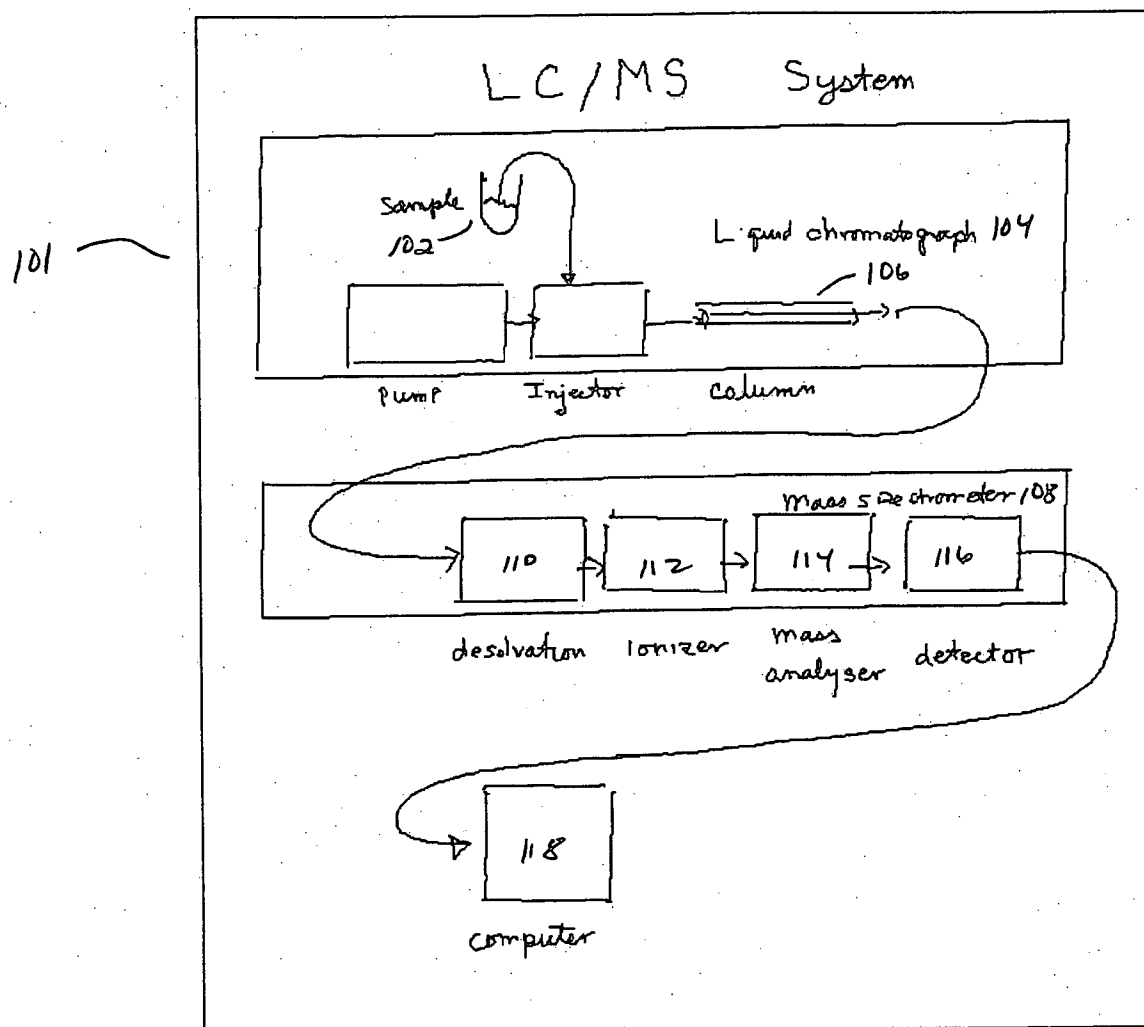 LC/MS System
sample
102
Liquid chromatograph 104
106
101
Pump Injector column
Mass spectrometer 108
110 112 114 116
desolvation ionizer mass analyser detector
118
computer